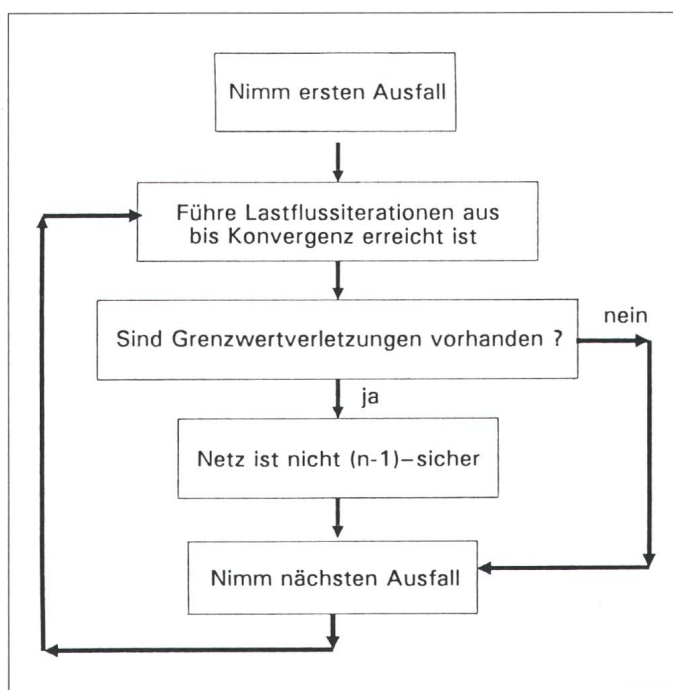 Nimm ersten Ausfall
Führe Lastflussiterationen aus
bis Konvergenz erreicht ist
Sind Grenzwertverletzungen vorhanden ?
nein
ja
Netz ist nicht (n-1)–sicher
Nimm nächsten Ausfall